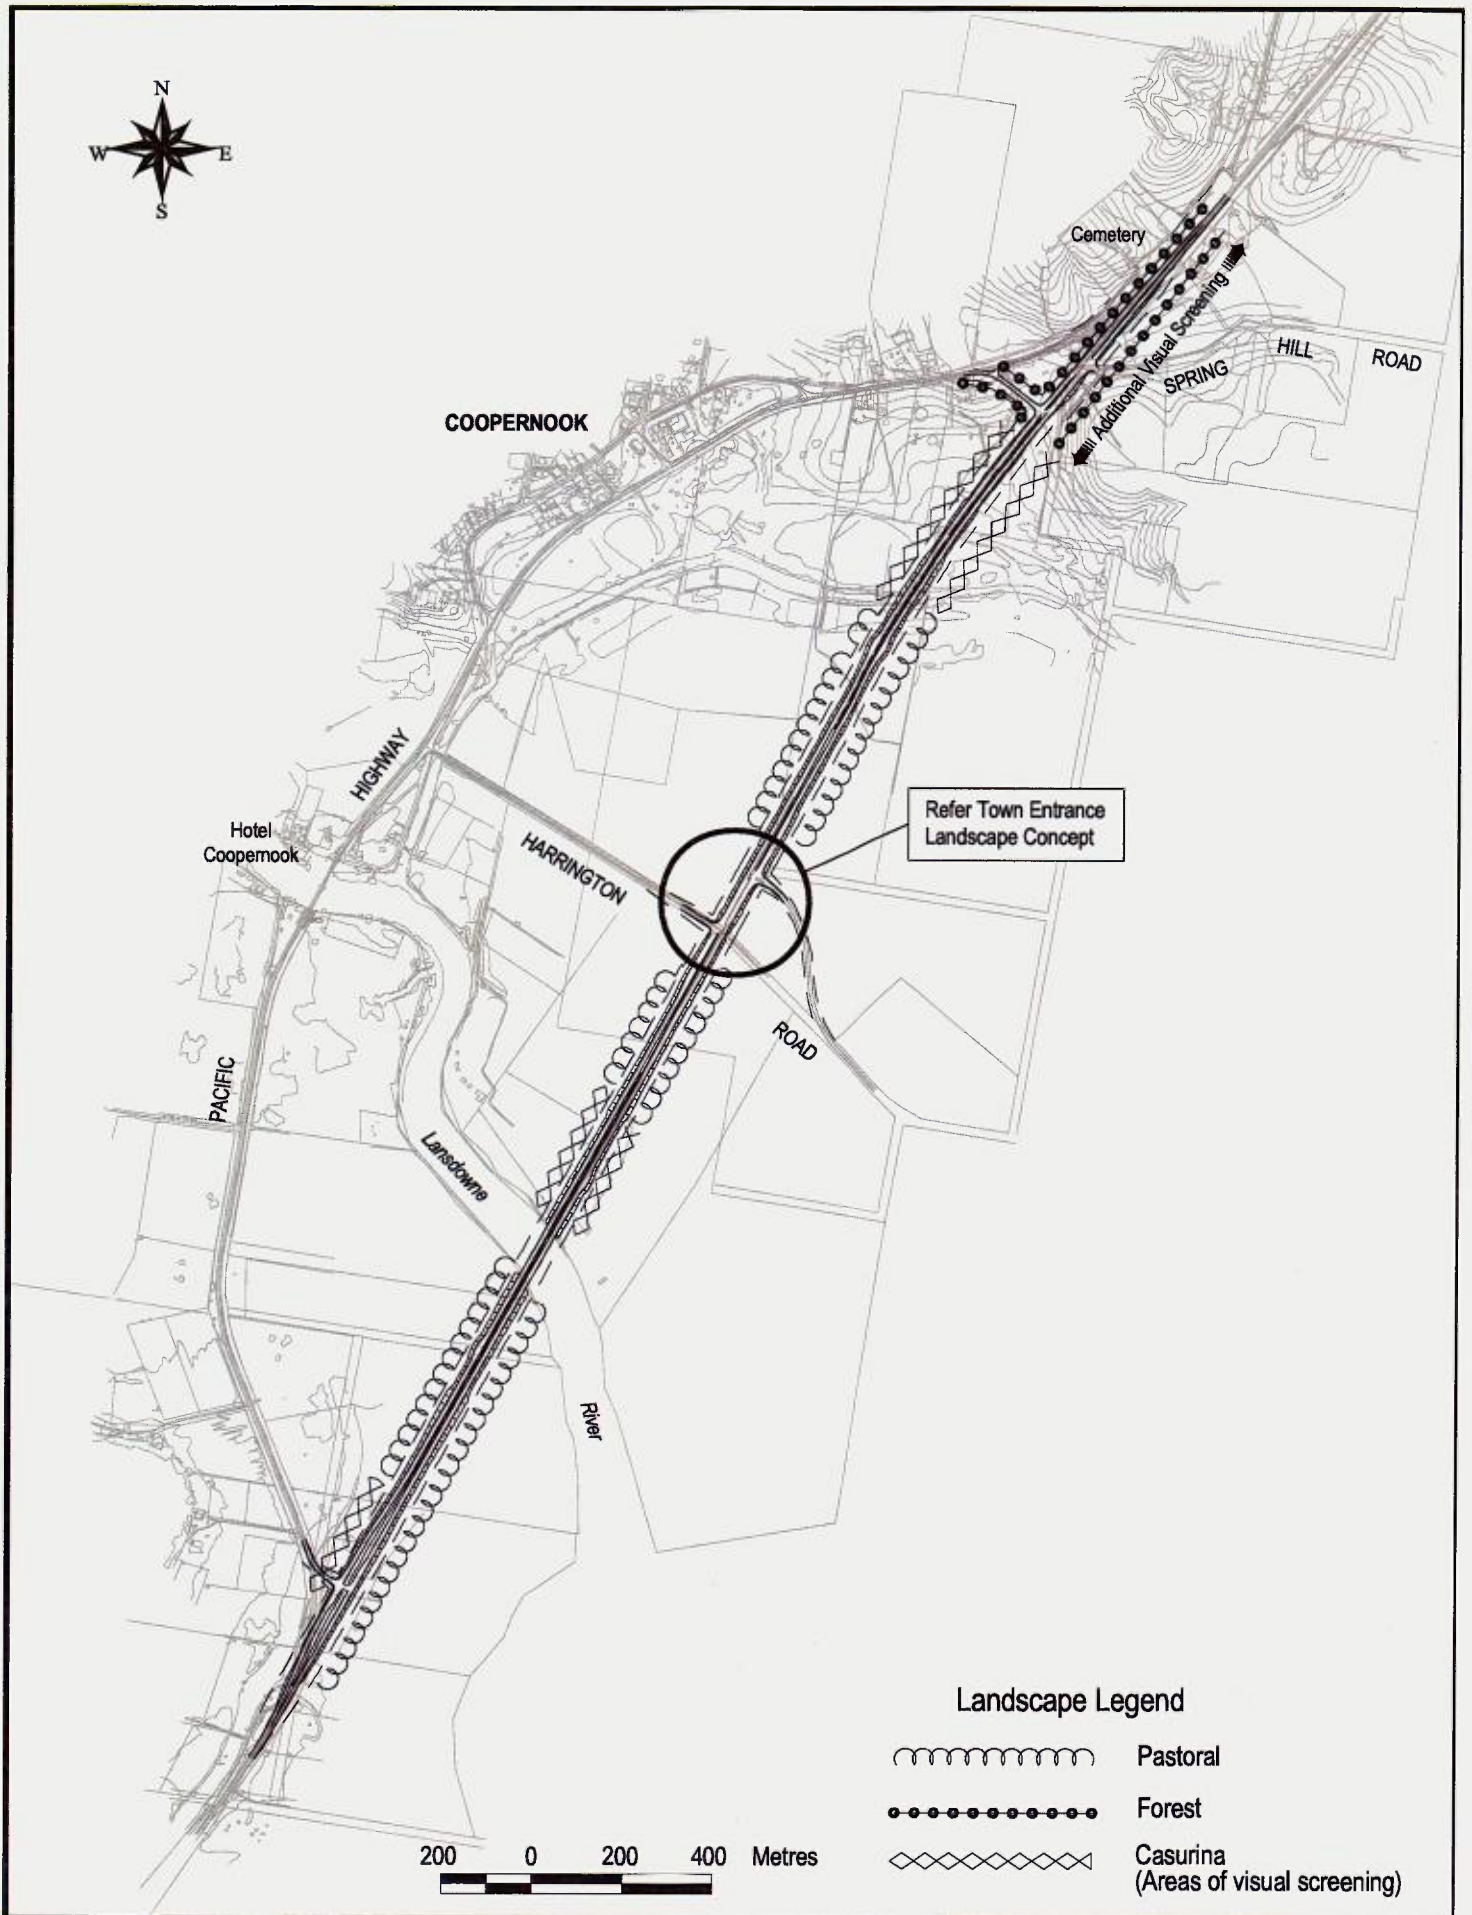 N
W E
S
Cemetery
Additional Visual Screening
SPRING HILL ROAD
COOPERNOOK
HIGHWAY
Refer Town Entrance
Landscape Concept
Hotel
Coopernook
HARRINGTON
ROAD
PACIFIC
Lansdowne
River
Landscape Legend
Pastoral
Forest
Casurina
(Areas of visual screening)
200 0 200 400 Metres